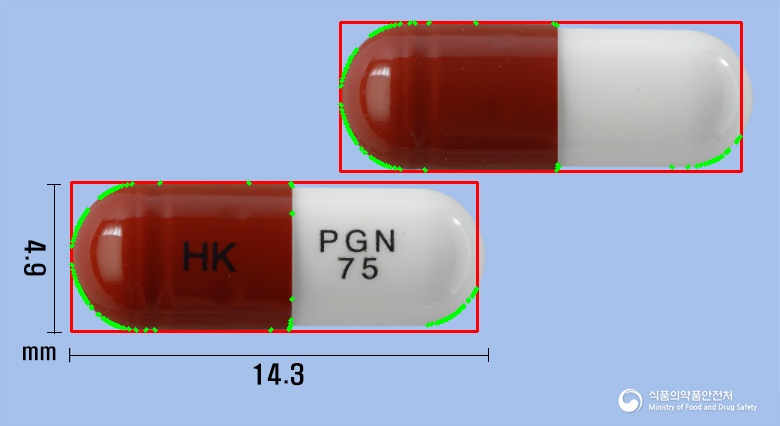 HK
PGN
75
4.9
mm
14.3
식품의약품안전처
Ministry of Food and Drug Safety